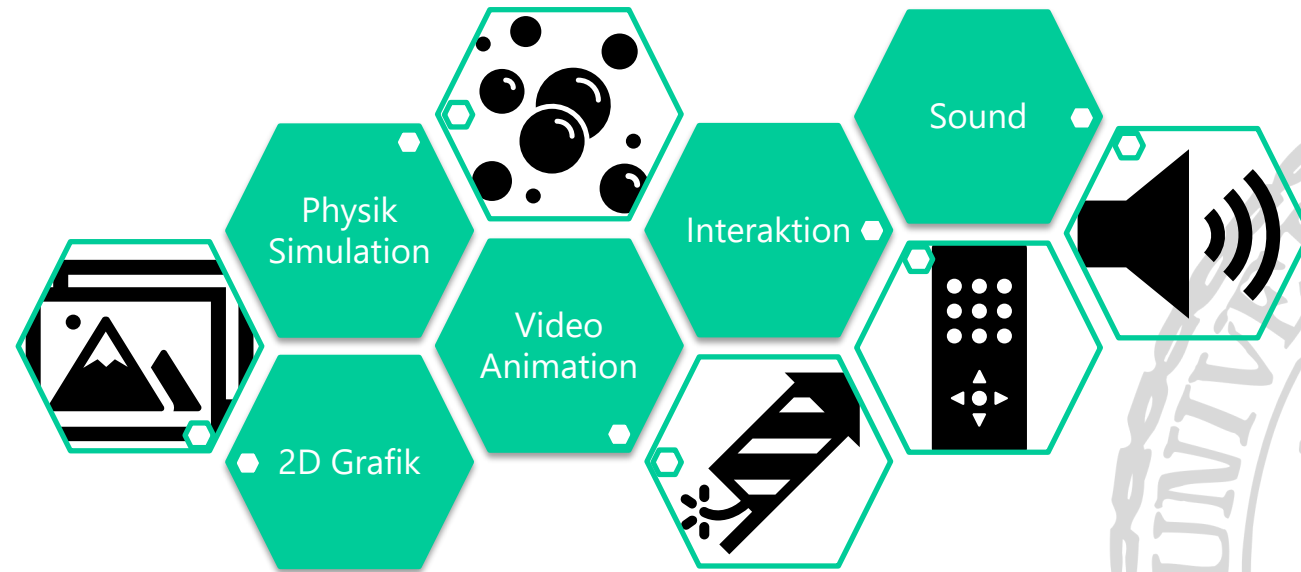 Sound
Physik
Simulation
Interaktion
Video
Animation
2D Grafik